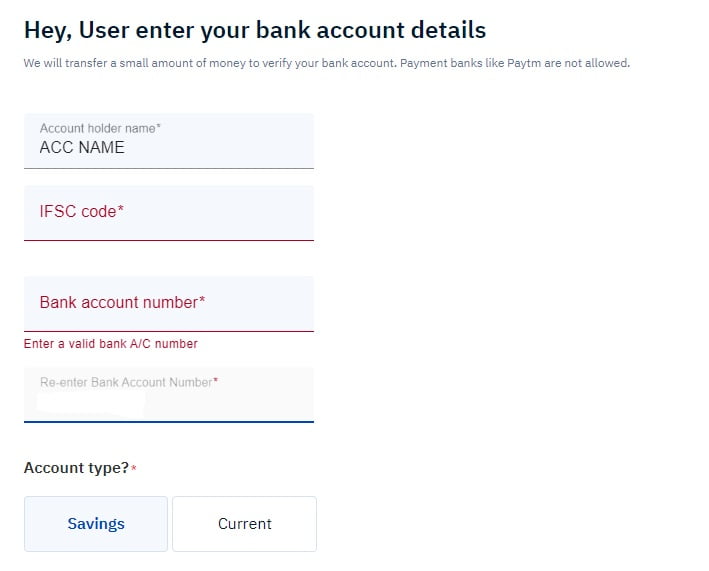 Hey, User enter your bank account details
We will transfer a small amount of money to verify your bank account. Payment banks like Paytm are not allowed.
Account holder name*
ACC NAME
IFSC code*
Bank account number*
Enter a valid bank A/C number
Re-enter Bank Account Number*
Account type?*
Savings
Current